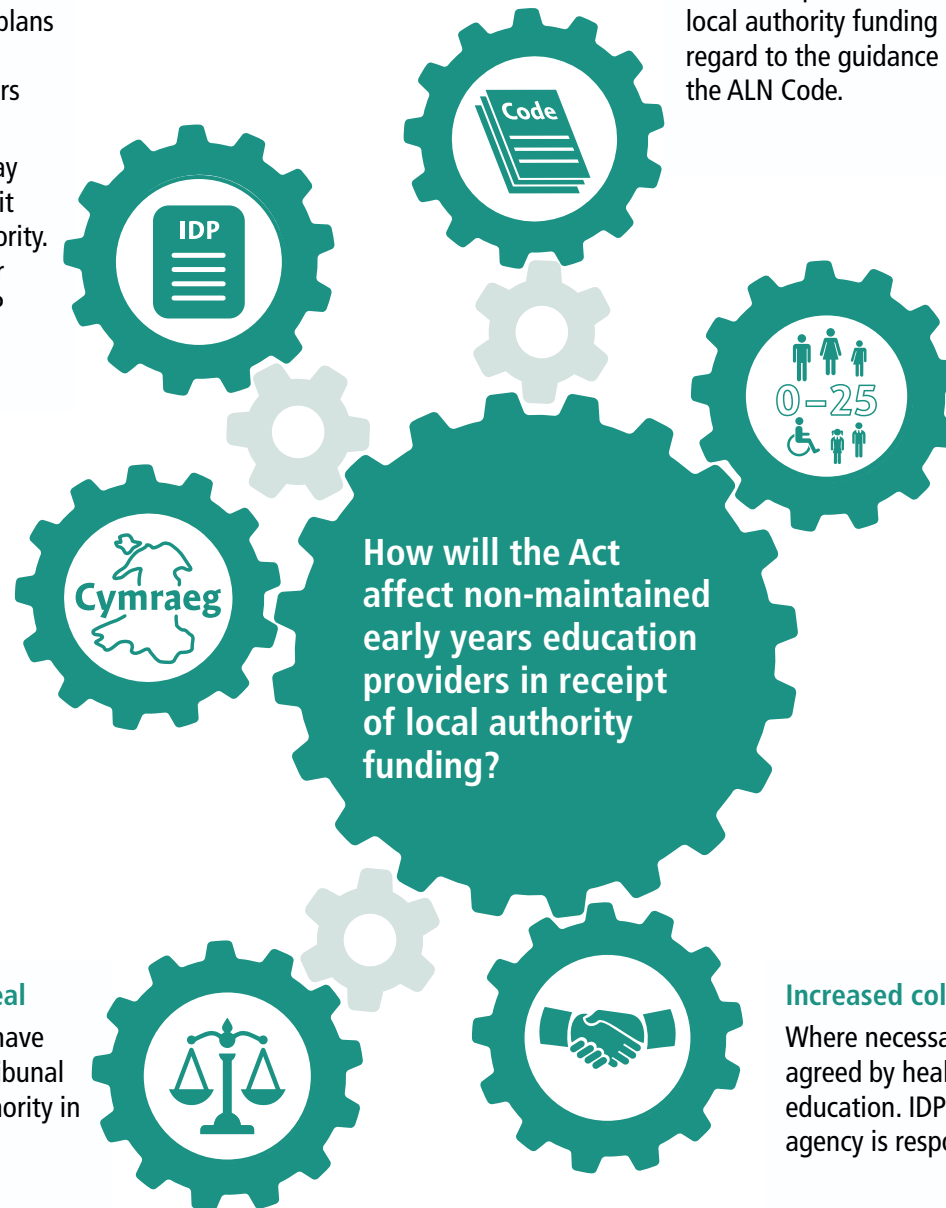 plans
rs
ay
it
ority.
r
local authority funding
regard to the guidance
the ALN Code.
Code
IDP
0–25
Cymraeg
How will the Act
affect non-maintained
early years education
providers in receipt
of local authority
funding?
eal
have
ibunal
hority in
Increased col
Where necessa
agreed by heal
education. IDP
agency is respo